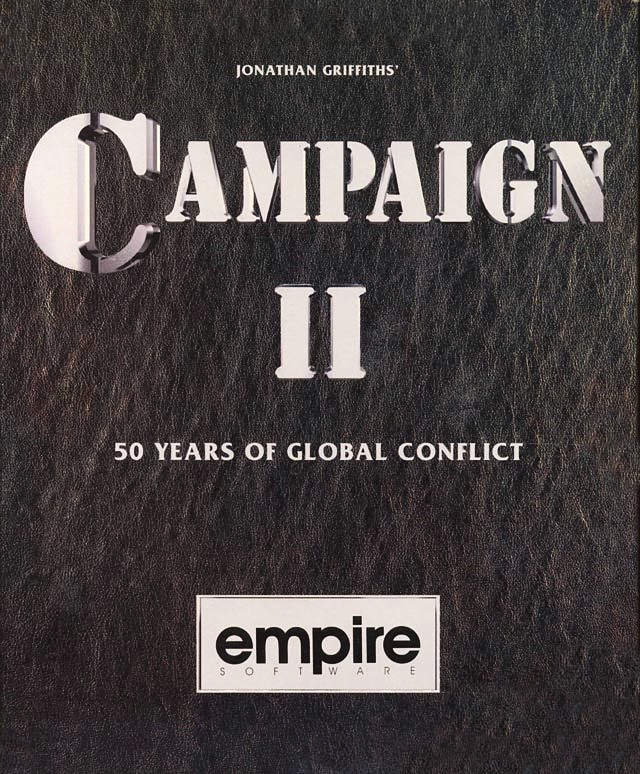 JONATHAN GRIFFITHS'
CAMPAIGN
II
50 YEARS OF GLOBAL CONFLICT
empire
SOFTWARE